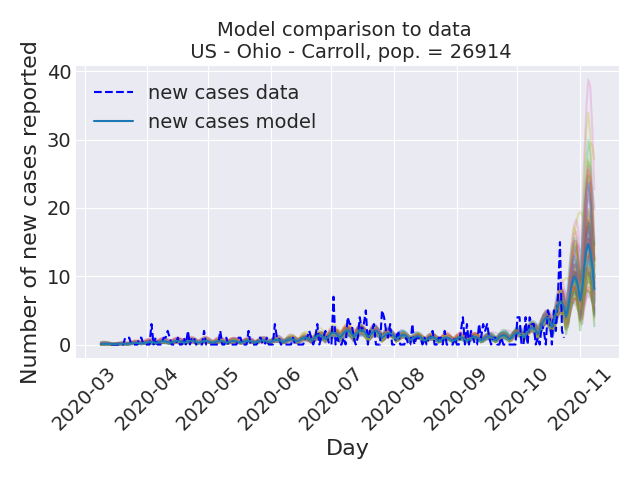 Model comparison to data
US - Ohio - Carroll, pop. = 26914
Number of new cases reported
40
30
20
10
0
new cases data
new cases model
2020-03
2020-04
2020-05
2020-06
2020-07
2020-08
2020-09
2020-10
2020-11
Day